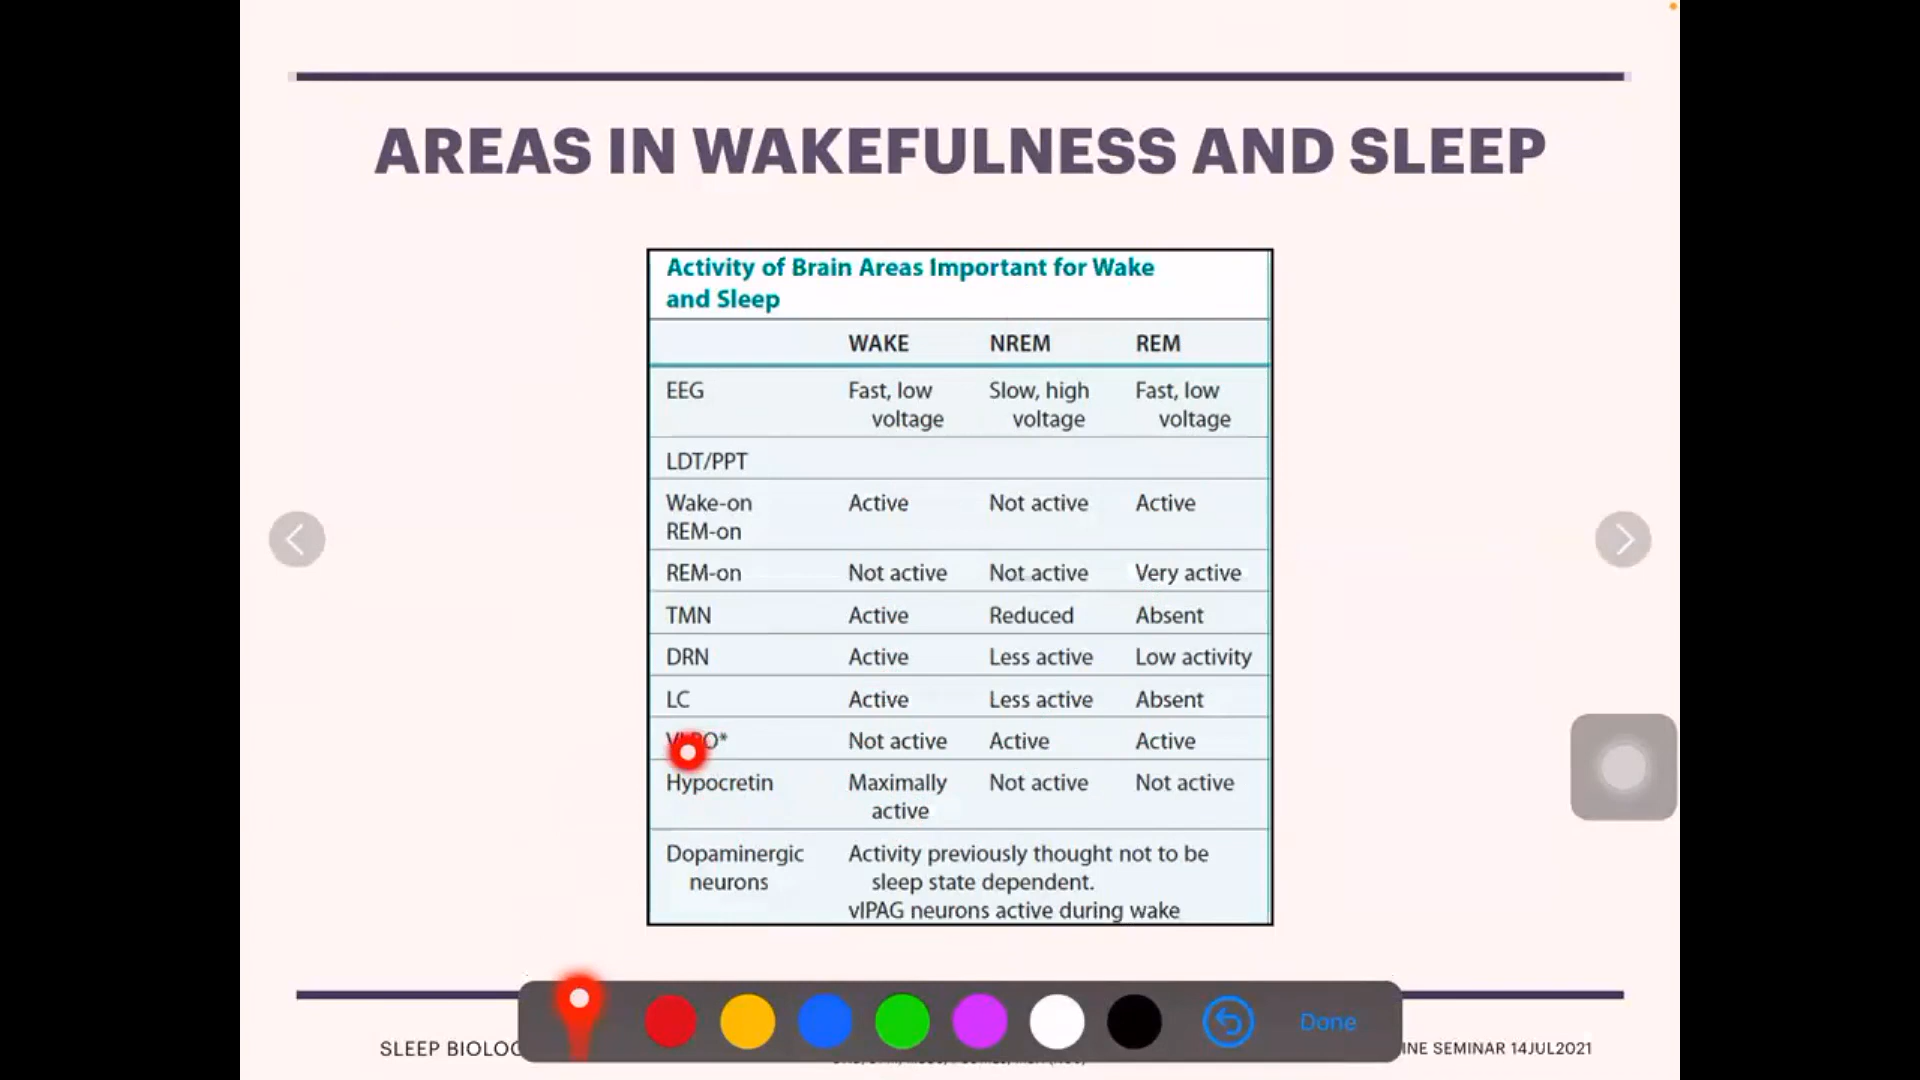 AREAS IN WAKEFULNESS AND SLEEP
Activity of Brain Areas Important for Wake
and Sleep
WAKE NREM REM
EEG Fast, low voltage Slow, high voltage Fast, low voltage
LDT/PPT
Wake-on REM-on Active Not active Active
REM-on Not active Not active Very active
TMN Active Reduced Absent
DRN Active Less active Low activity
LC Active Less active Absent
Not active Active Active
Hypocretin Maximally active Not active Not active
Dopaminergic neurons Activity previously thought not to be
sleep state dependent.
vlPAG neurons active during wake
Done
SLEEP SEMINAR 14JUL2021